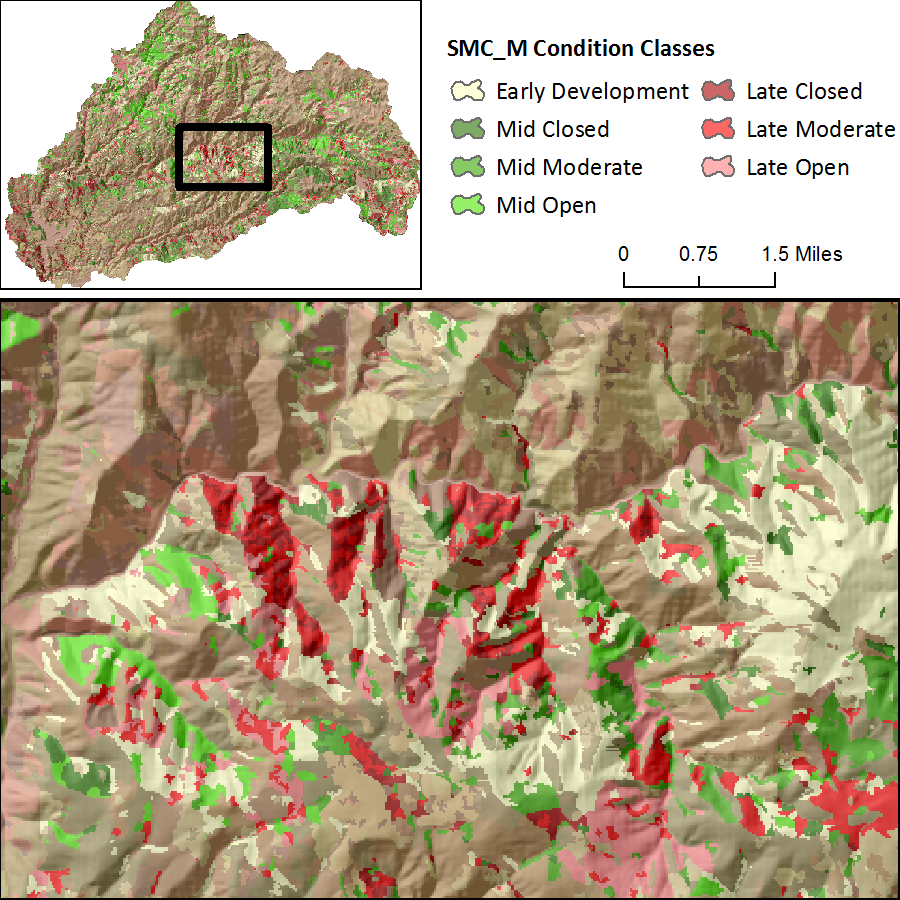 SMC_M Condition Classes
Early Development
Mid Closed
Mid Moderate
Mid Open
Late Closed
Late Moderate
Late Open
0 0.75 1.5 Miles